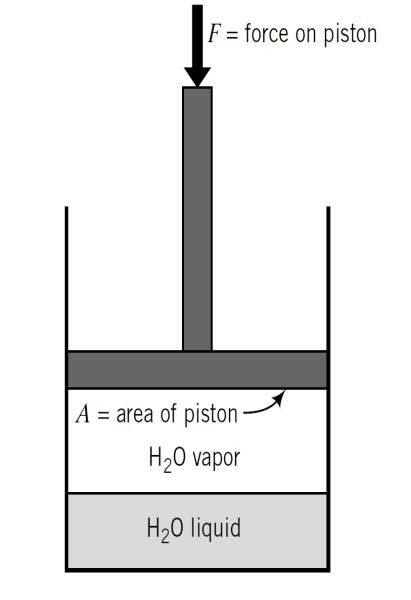 F = force on piston
A = area of piston
H₂O vapor
H₂O liquid